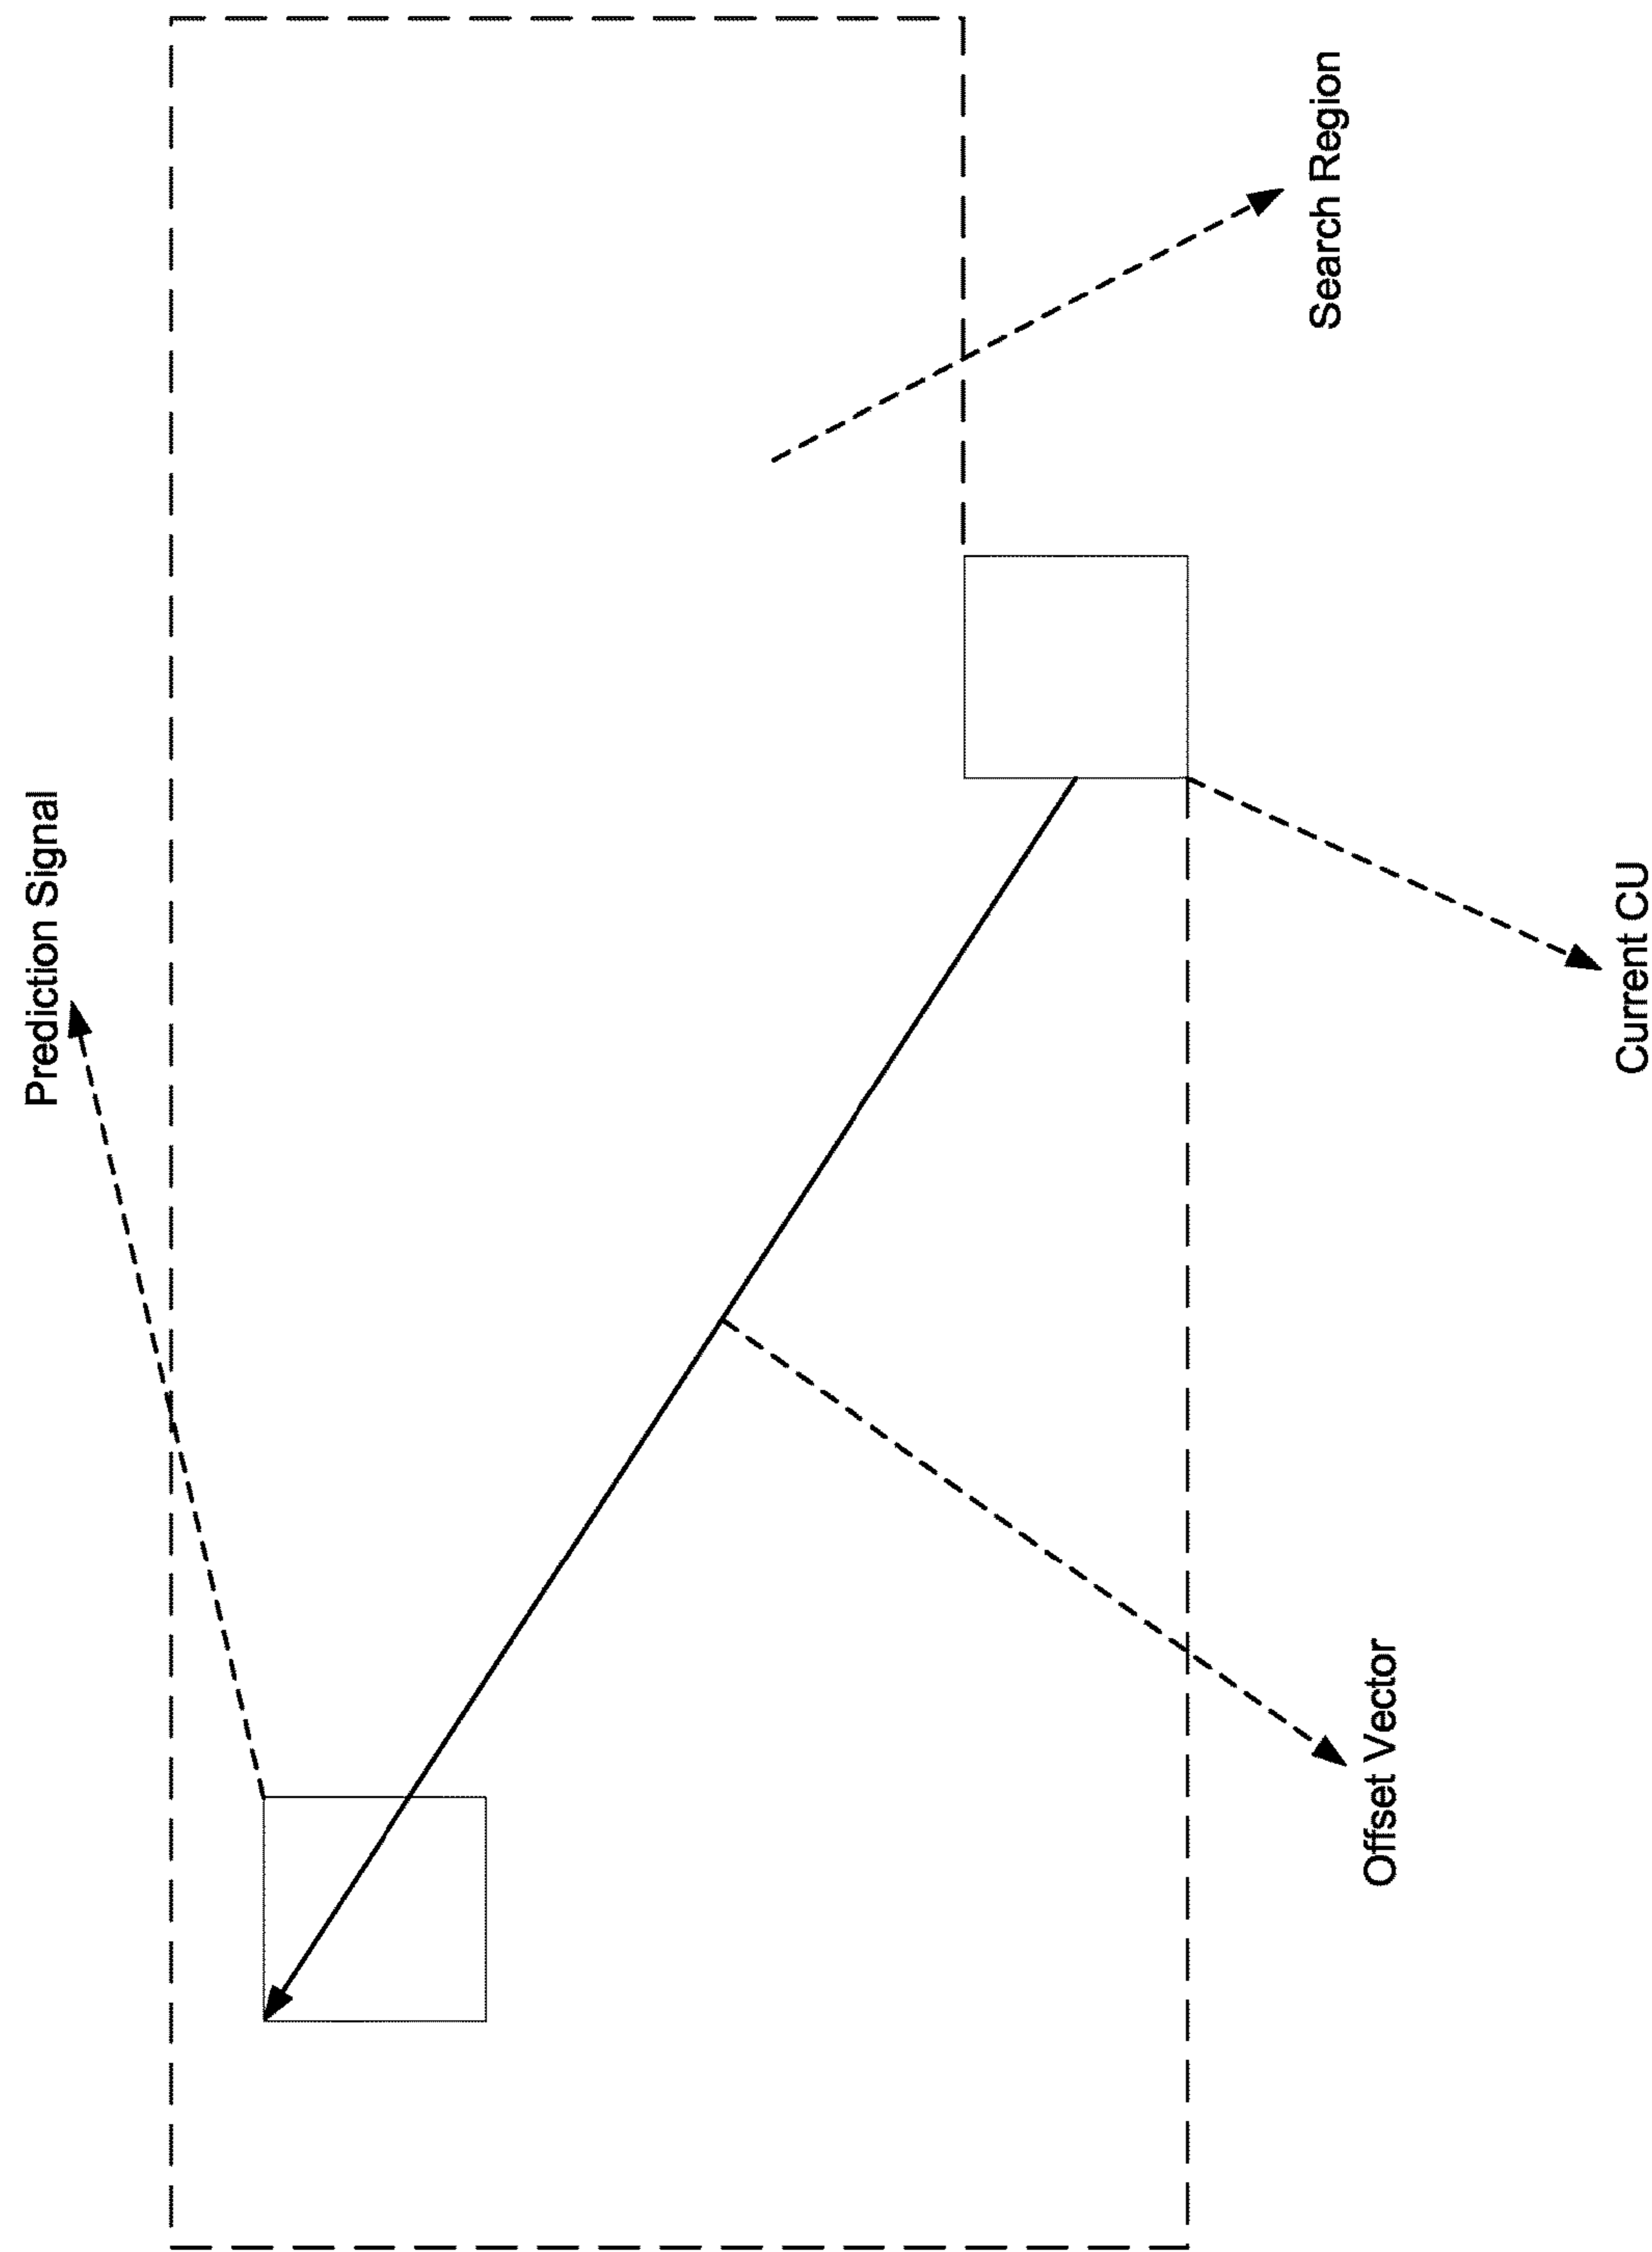 Prediction Signal
Search Region
Current CU
Offset Vector